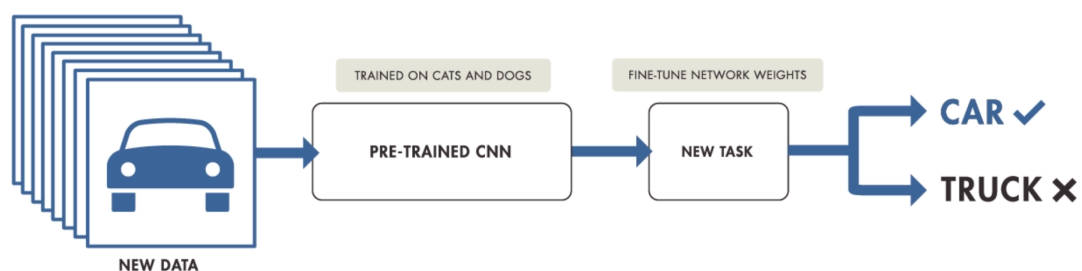 TRAINED ON CATS AND DOGS
FINE-TUNE NETWORK WEIGHTS
PRE-TRAINED CNN
NEW TASK
CAR
TRUCK
NEW DATA